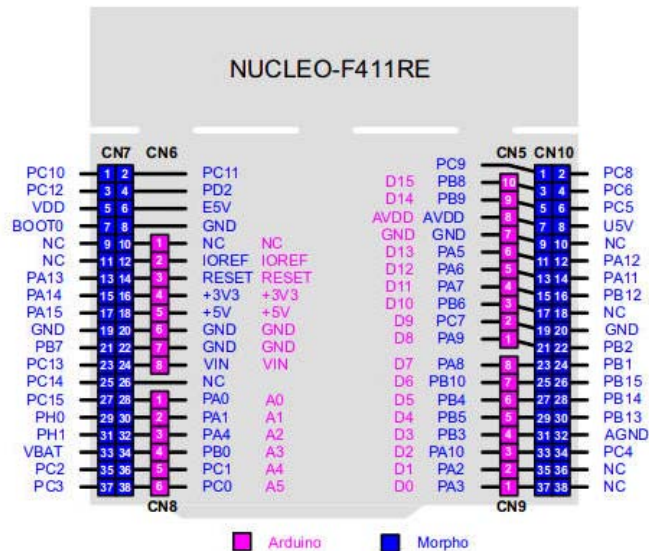 NUCLEO-F411RE
CN7 CN6 CN5 CN10
PC10 1 2 PC11 PC9 1 2 PC8
PC12 3 4 PD2 D15 PB8 10 3 4 PC6
VDD 5 6 E5V D14 PB9 9 5 6 PC5
BOOT0 7 8 GND AVDD AVDD 8 7 8 U5V
NC 9 10 1 NC NC GND GND 7 9 10 NC
NC 11 12 2 IOREF IOREF D13 PA5 6 11 12 PA12
PA13 13 14 3 RESET RESET D12 PA6 5 13 14 PA11
PA14 15 16 4 +3V3 +3V3 D11 PA7 4 15 16 PB12
PA15 17 18 5 +5V +5V D10 PB6 3 17 18 NC
GND 19 20 6 GND GND D9 PC7 2 19 20 GND
PB7 21 22 7 GND GND D8 PA9 1 21 22 PB2
PC13 23 24 8 VIN VIN D7 PA8 8 23 24 PB1
PC14 25 26 NC D6 PB10 7 25 26 PB15
PC15 27 28 1 PA0 A0 D5 PB4 6 27 28 PB14
PH0 29 30 2 PA1 A1 D4 PB5 5 29 30 PB13
PH1 31 32 3 PA4 A2 D3 PB3 4 31 32 AGND
VBAT 33 34 4 PB0 A3 D2 PA10 3 33 34 PC4
PC2 35 36 5 PC1 A4 D1 PA2 2 35 36 NC
PC3 37 38 6 PC0 A5 D0 PA3 1 37 38 NC
CN8 CN9
Arduino Morpho